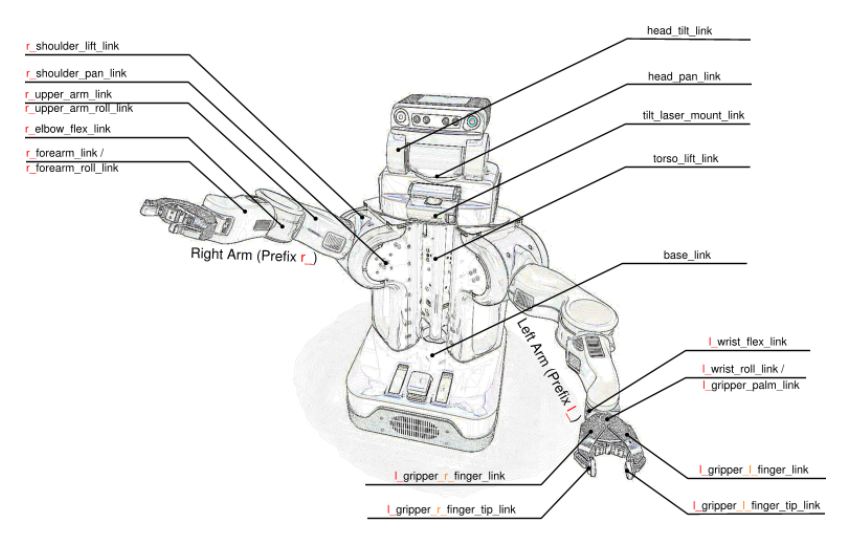 r_shoulder_lift_link
r_shoulder_pan_link
r_upper_arm_link
r_upper_arm_roll_link
r_elbow_flex_link
r_forearm_link /
r_forearm_roll_link
Right Arm (Prefix r_)
head_tilt_link
head_pan_link
tilt_laser_mount_link
torso_lift_link
base_link
Left Arm (Prefix l_)
l_wrist_flex_link
l_wrist_roll_link /
l_gripper_palm_link
l_gripper_r_finger_link
l_gripper_l_finger_link
l_gripper_r_finger_tip_link
l_gripper_l_finger_tip_link